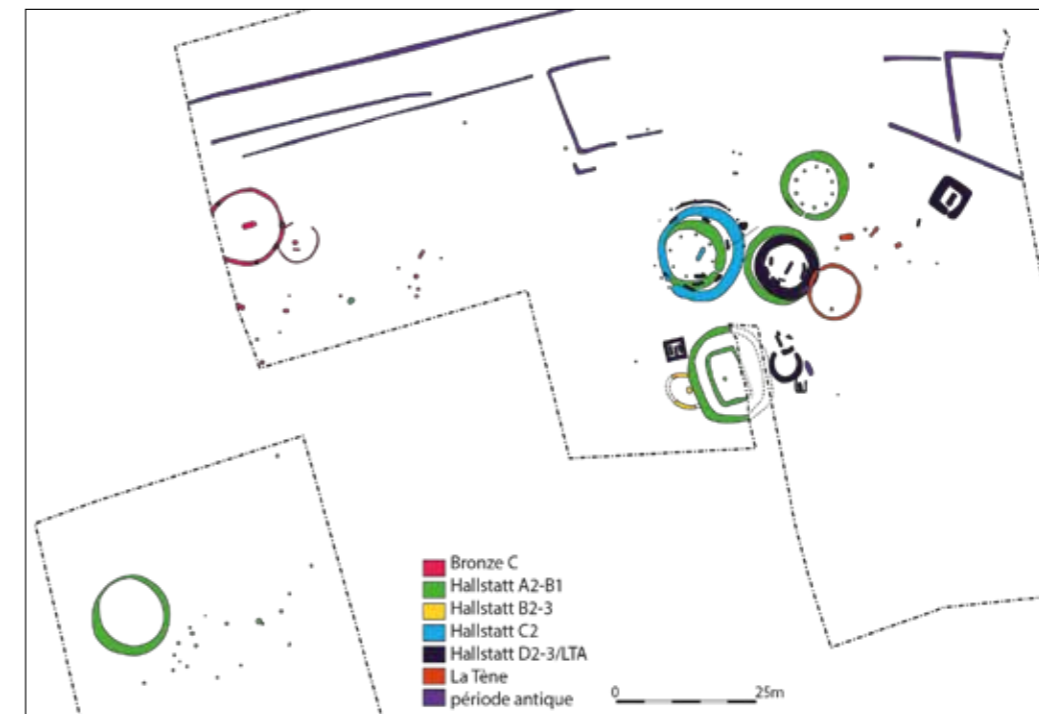 Bronze C
Hallstatt A2-B1
Hallstatt B2-3
Hallstatt C2
Hallstatt D2-3/LTA
La Tène
période antique
0 25m